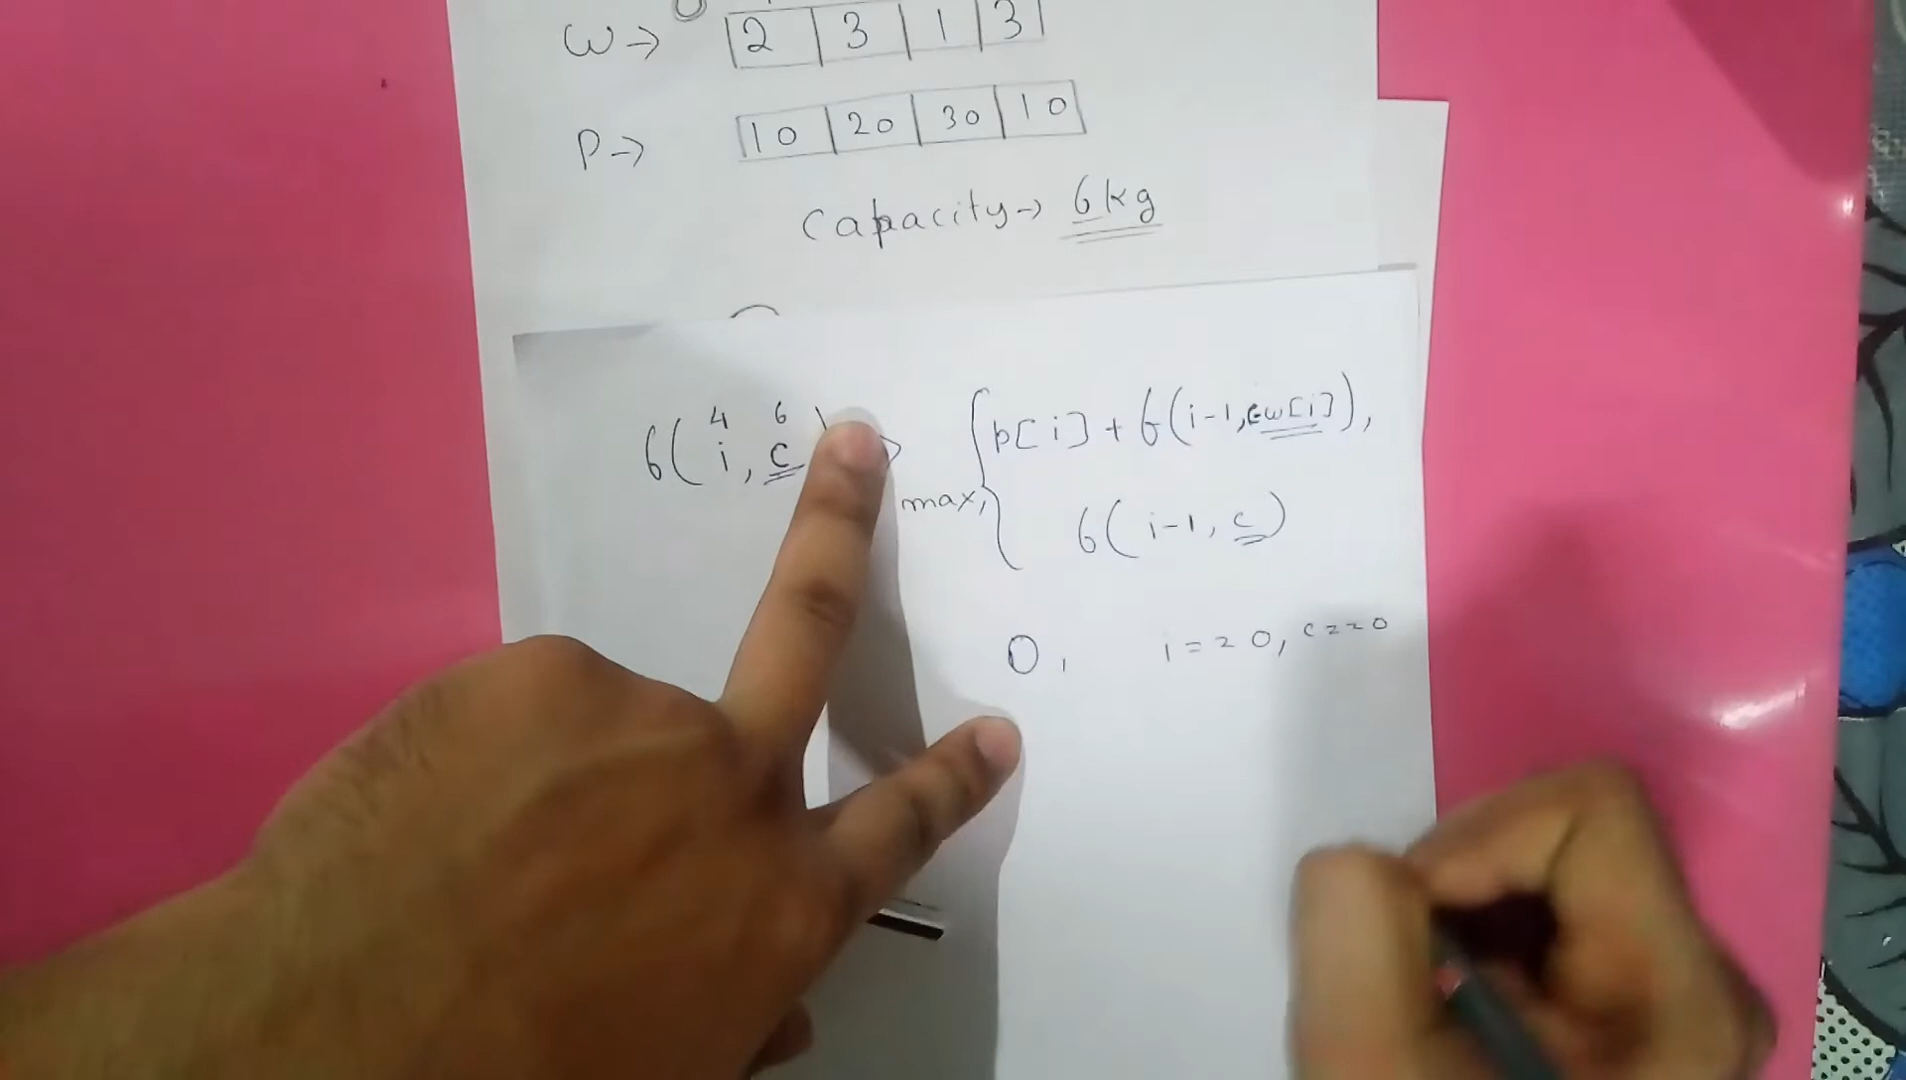 W → 2 3 1 3
P → 10 20 30 10
Capacity → 6kg
4 6
6( i, c ) max, { p[i] + 6(i-1, c-w[i]),
6( i-1, c )
0, i==0, c==0